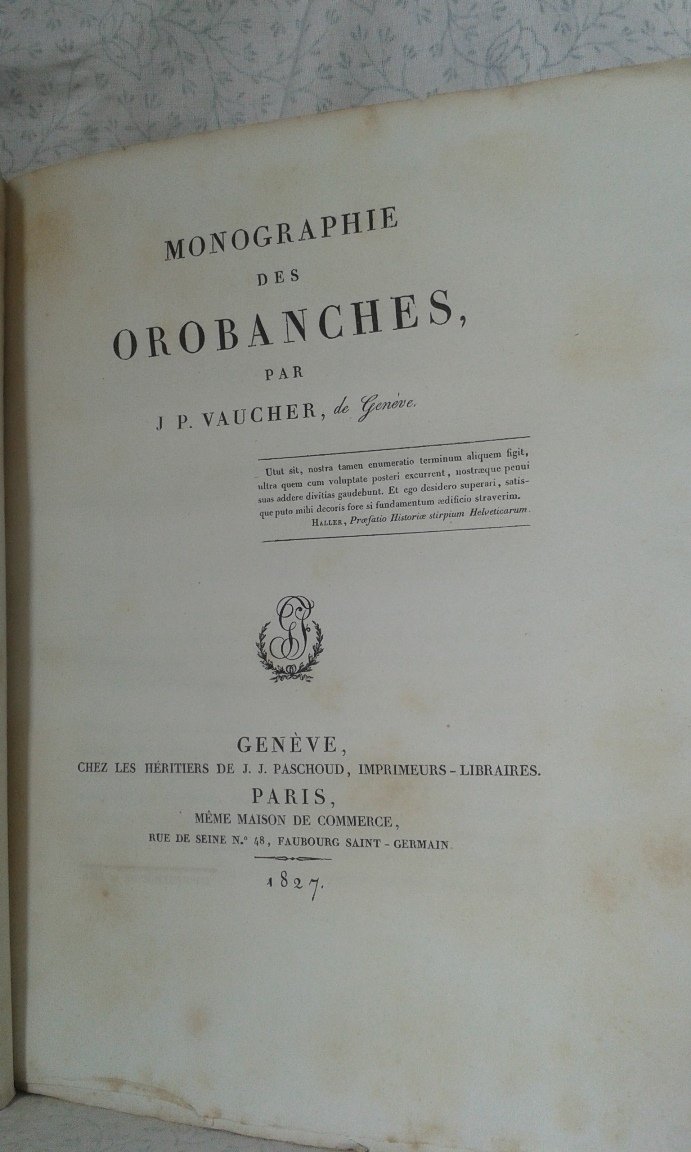 MONOGRAPHIE
DES
OROBANCHES,
PAR
J P. VAUCHER, de Genève.
Utut sit, nostra tamen enumeratio terminum aliquem figit,
ultra quem cum voluptate posteri excurrent, nostræque penui
suas addere divitias gaudebunt. Et ego desidero superari, satis-
que puto mihi decoris fore si fundamentum ædificio straverim.
HALLER, Præfatio Historiæ stirpium Helveticarum.
GENÈVE,
CHEZ LES HÉRITIERS DE J. J. PASCHOUD, IMPRIMEURS-LIBRAIRES.
PARIS,
MÊME MAISON DE COMMERCE,
RUE DE SEINE N.º 48, FAUBOURG SAINT-GERMAIN.
1827.